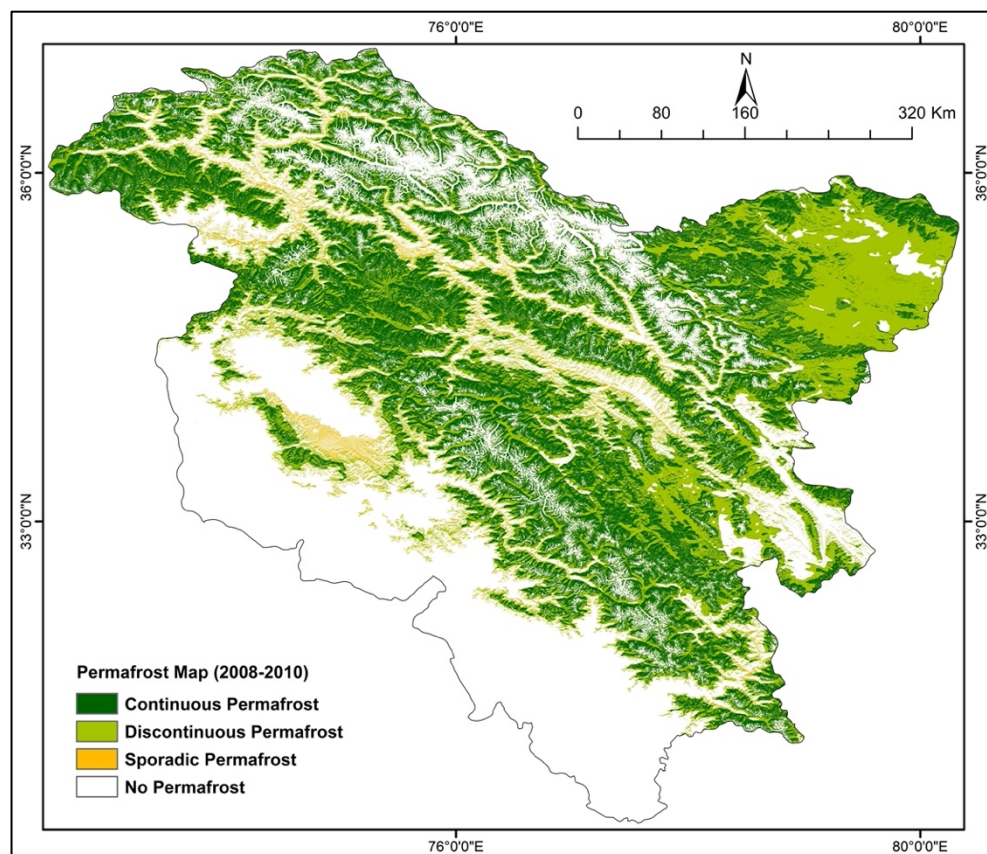 76°0'0"E
80°0'0"E
N
0 80 160 320 Km
36°0'0"N
36°0'0"N
33°0'0"N
33°0'0"N
Permafrost Map (2008-2010)
Continuous Permafrost
Discontinuous Permafrost
Sporadic Permafrost
No Permafrost
76°0'0"E
80°0'0"E